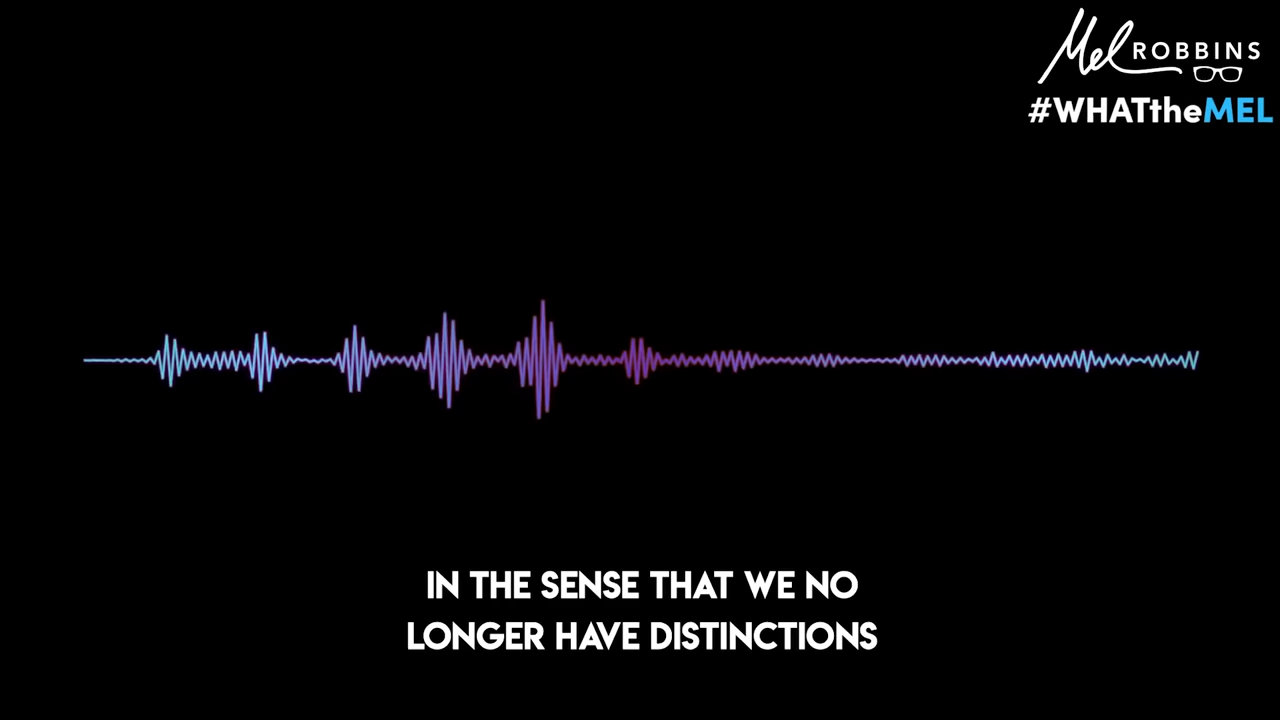 Mel ROBBINS
#WHATtheMEL
IN THE SENSE THAT WE NO
LONGER HAVE DISTINCTIONS